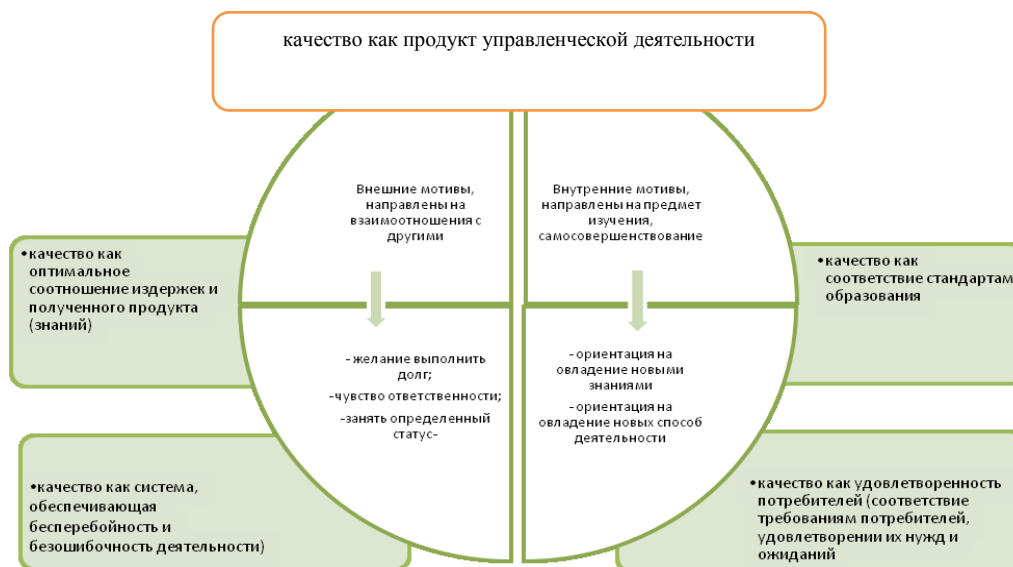 качество как продукт управленческой деятельности
Внешние мотивы,
направлены на
взаимоотношения с
другими
Внутренние мотивы,
направлены на предмет
изучения,
самосовершенствование
•качество как
оптимальное
соотношение издержек и
полученного продукта
(знаний)
•качество как
соответствие стандартам
образования
- желание выполнить
долг;
-чувство ответственности;
-занять определенный
статус-
- ориентация на
овладение новыми
знаниями
- ориентация на
овладение новых способ
деятельности
•качество как система,
обеспечивающая
бесперебойность и
безошибочность деятельности)
•качество как удовлетворенность
потребителей (соответствие
требованиям потребителей,
удовлетворении их нужд и
ожиданий